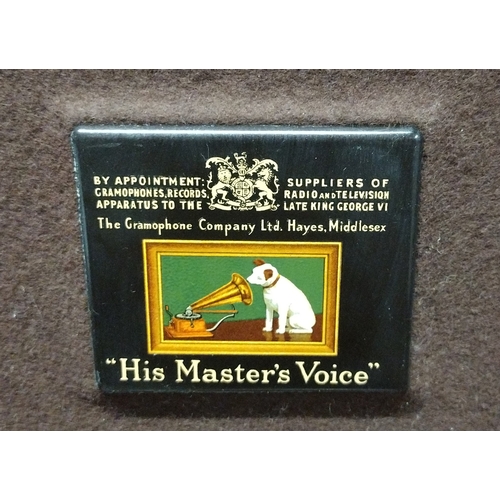 BY APPOINTMENT: SUPPLIERS OF
GRAMOPHONES, RECORDS, RADIO AND TELEVISION
APPARATUS TO THE LATE KING GEORGE VI
The Gramophone Company Ltd. Hayes, Middlesex
"His Master's Voice"